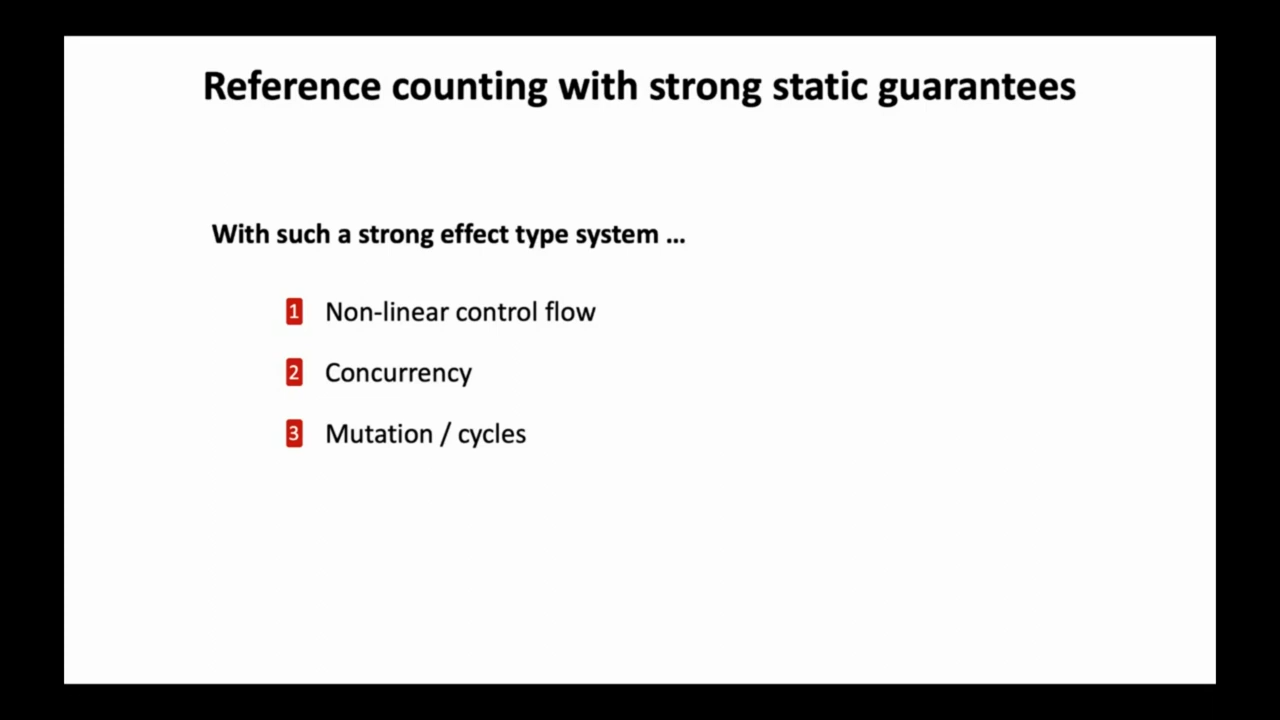 Reference counting with strong static guarantees
With such a strong effect type system ...
1 Non-linear control flow
2 Concurrency
3 Mutation / cycles